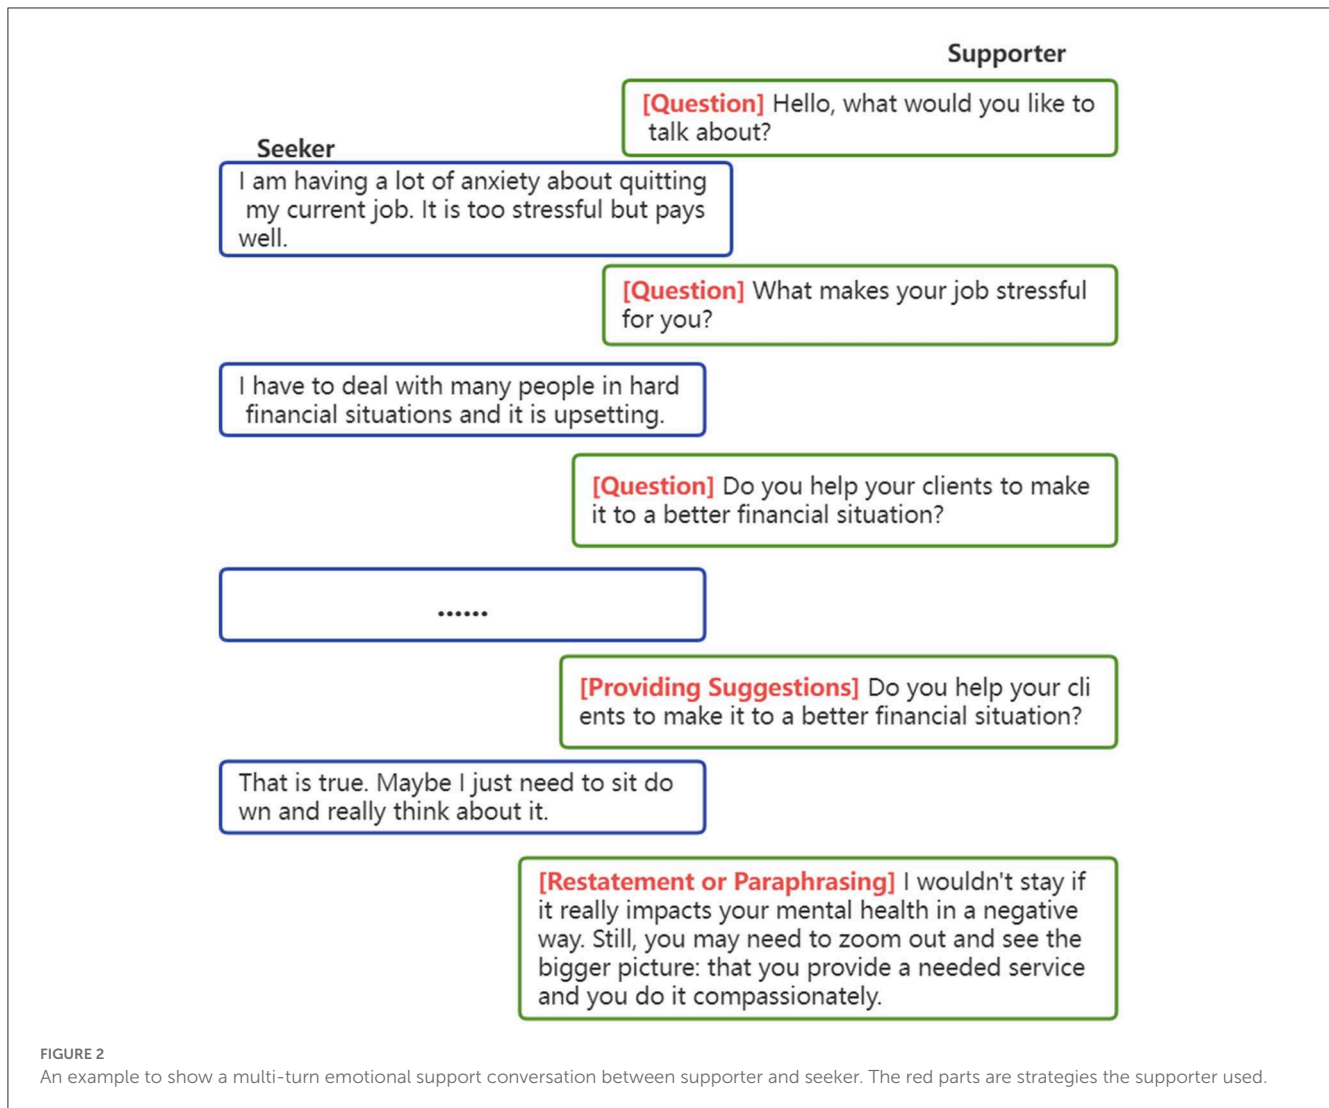 Supporter
[Question] Hello, what would you like to
talk about?
Seeker
I am having a lot of anxiety about quitting
my current job. It is too stressful but pays
well.
[Question] What makes your job stressful
for you?
I have to deal with many people in hard
financial situations and it is upsetting.
[Question] Do you help your clients to make
it to a better financial situation?
......
[Providing Suggestions] Do you help your cli
ents to make it to a better financial situation?
That is true. Maybe I just need to sit do
wn and really think about it.
[Restatement or Paraphrasing] I wouldn't stay if
it really impacts your mental health in a negative
way. Still, you may need to zoom out and see the
bigger picture: that you provide a needed service
and you do it compassionately.
FIGURE 2
An example to show a multi-turn emotional support conversation between supporter and seeker. The red parts are strategies the supporter used.